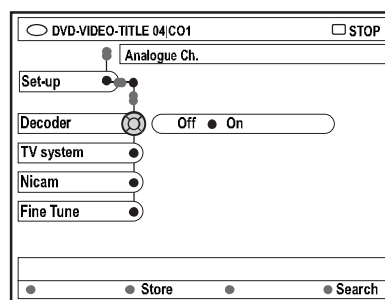 DVD-VIDEO-TITLE 04|CO1 STOP
Analogue Ch.
Set-up
Decoder Off On
TV system
Nicam
Fine Tune
Store Search